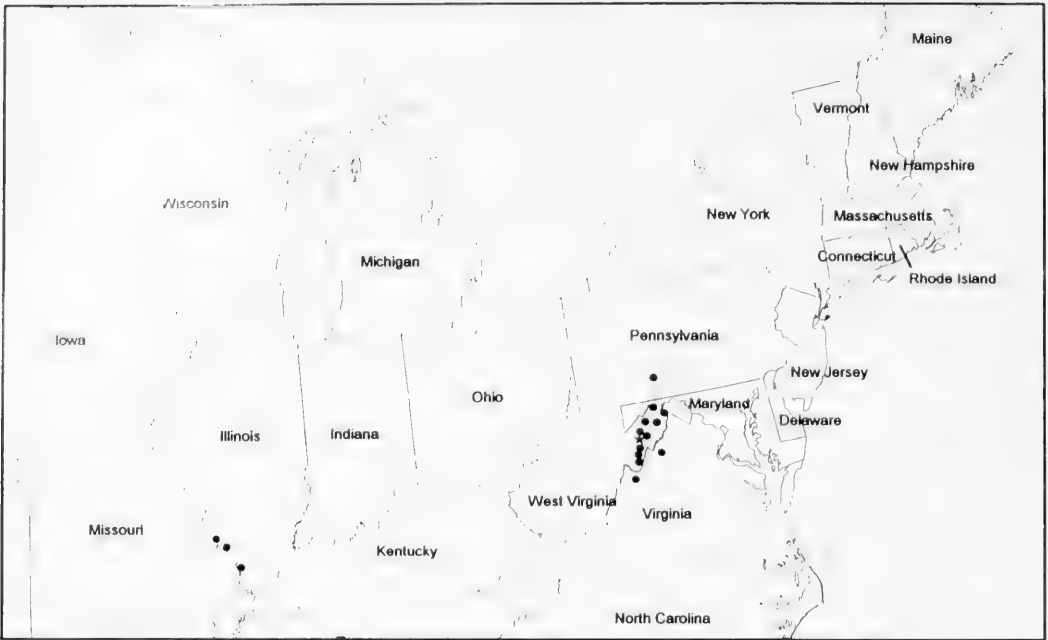 Maine
Vermont
New Hampshire
Wisconsin
New York
Massachusetts
Connecticut
Michigan
Rhode Island
Iowa
Pennsylvania
New Jersey
Ohio
Maryland
Delaware
Illinois
Indiana
West Virginia
Virginia
Missouri
Kentucky
North Carolina